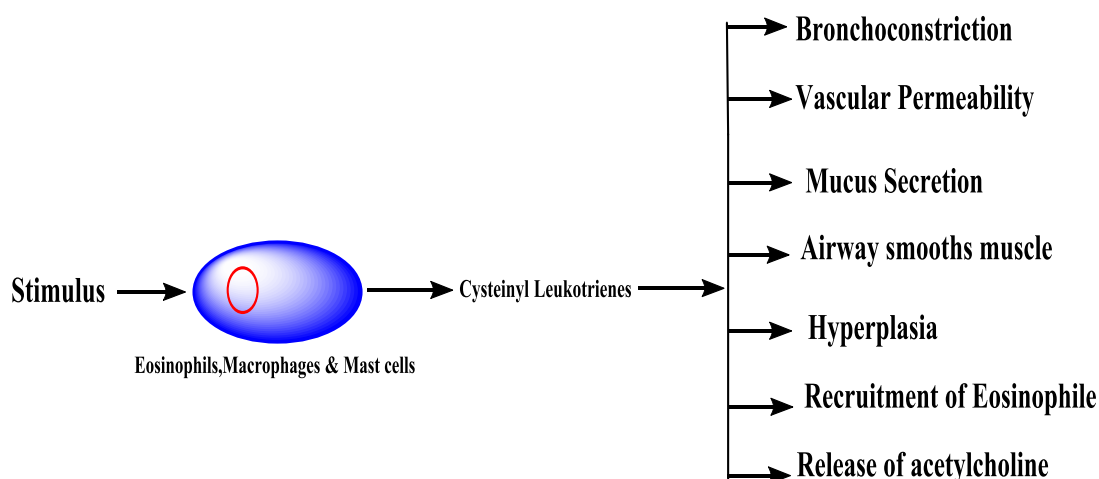 Stimulus
Eosinophils,Macrophages & Mast cells
Cysteinyl Leukotrienes
Bronchoconstriction
Vascular Permeability
Mucus Secretion
Airway smooths muscle
Hyperplasia
Recruitment of Eosinophile
Release of acetylcholine